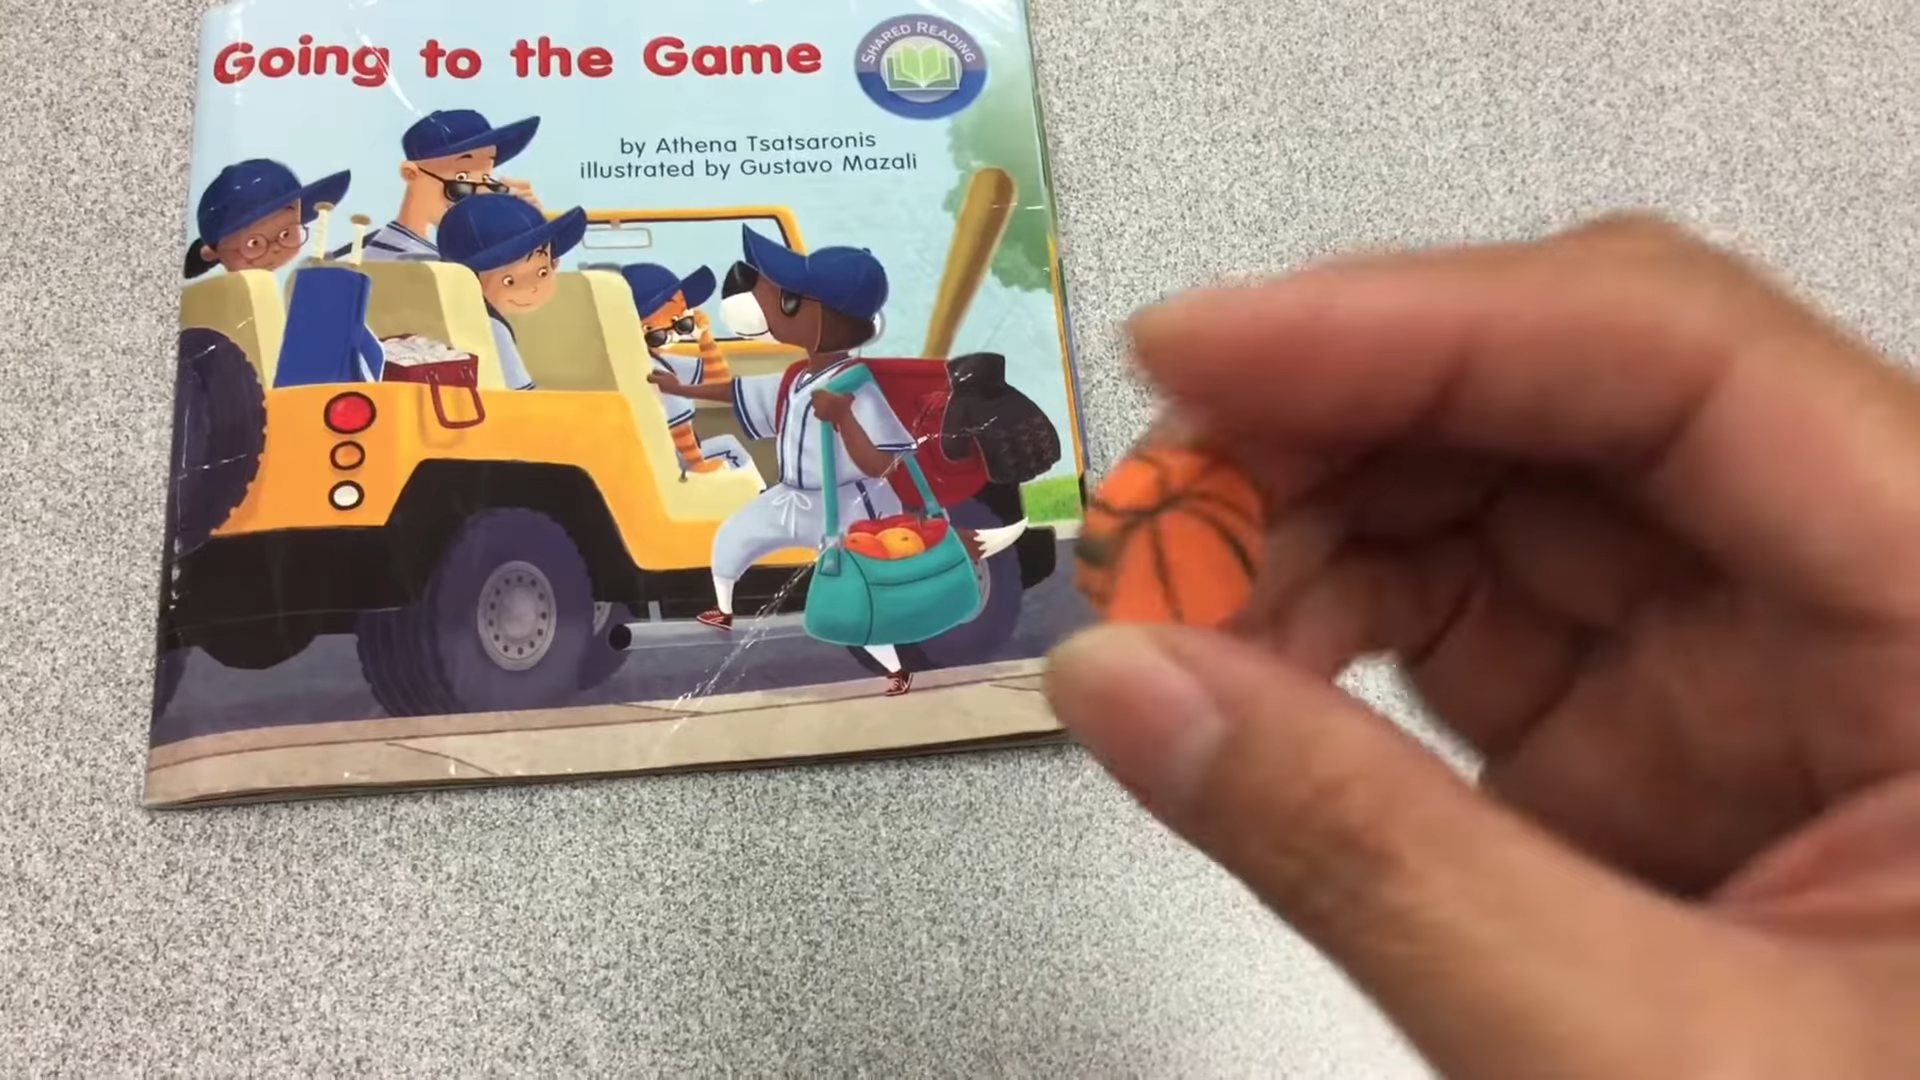 Going to the Game
SHARED READING
by Athena Tsatsaronis
illustrated by Gustavo Mazali